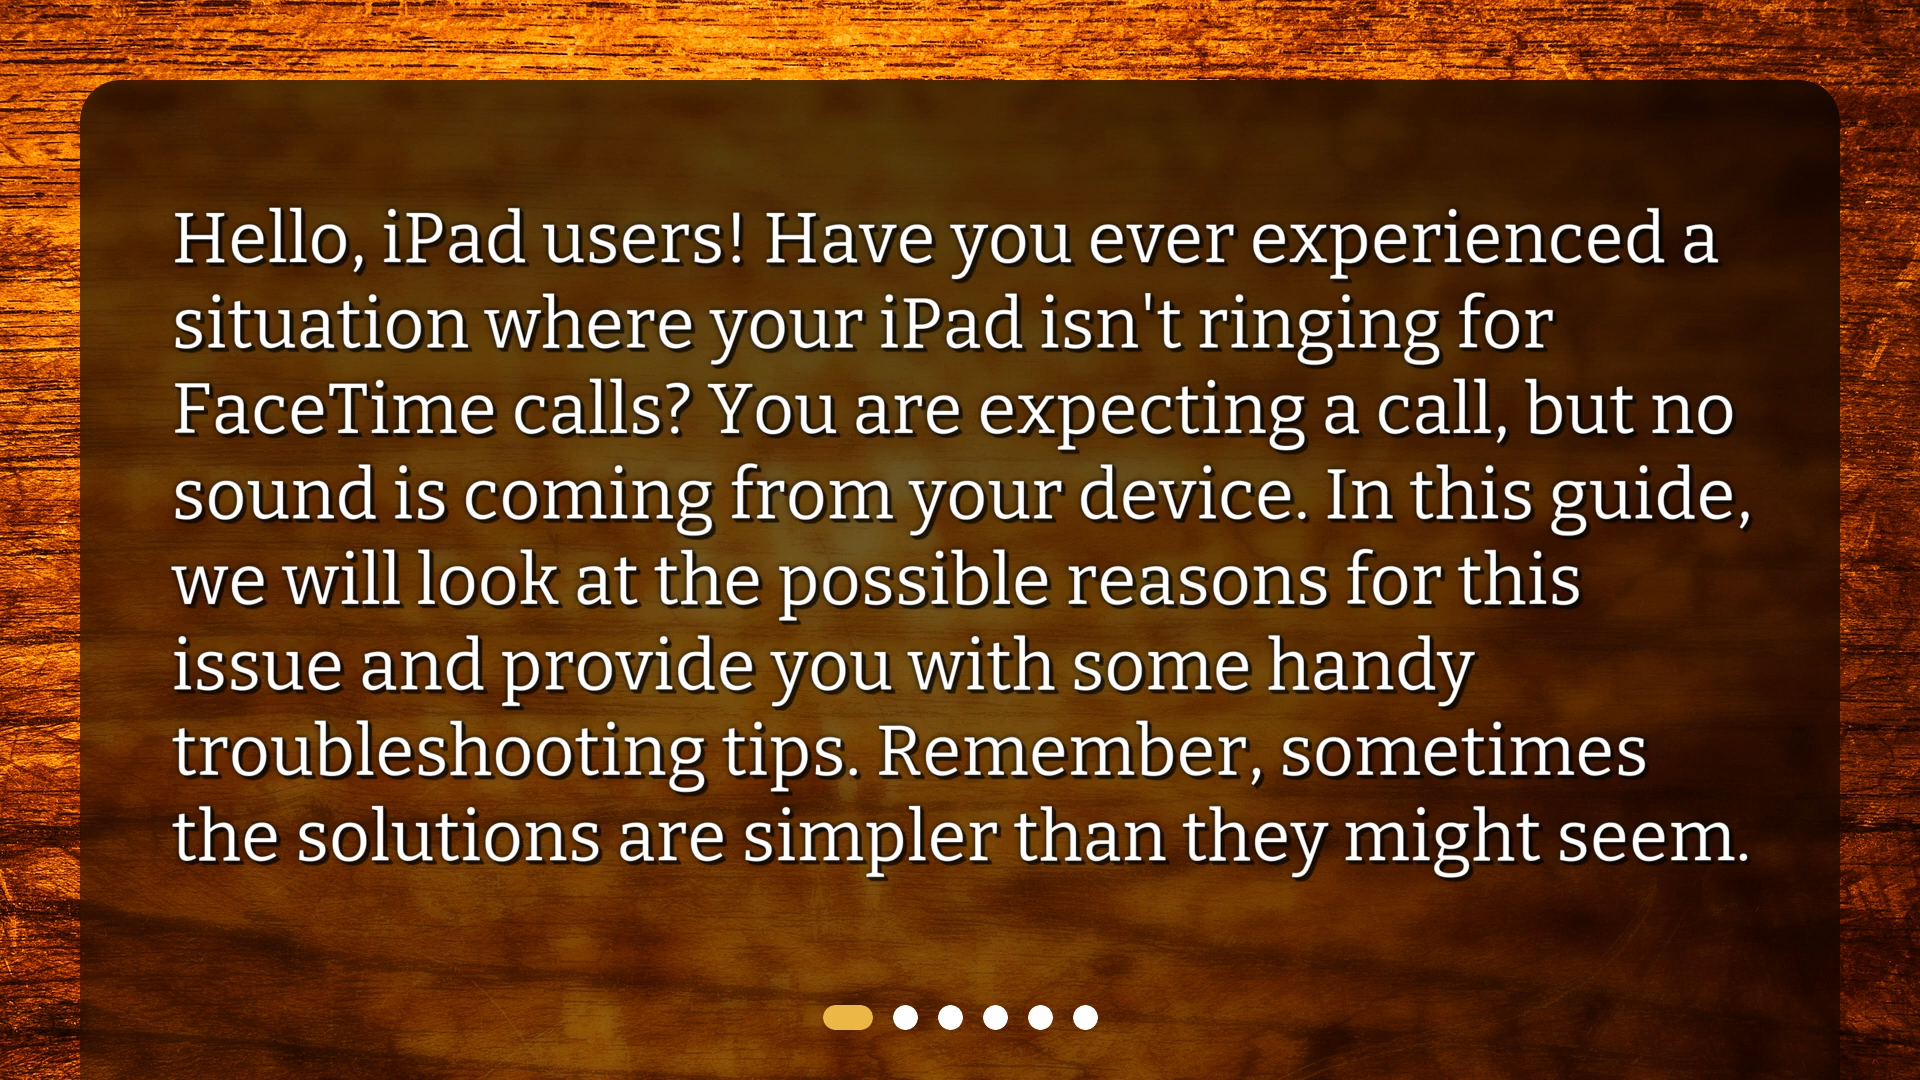 Hello, iPad users! Have you ever experienced a
situation where your iPad isn't ringing for
FaceTime calls? You are expecting a call, but no
sound is coming from your device. In this guide,
we will look at the possible reasons for this
issue and provide you with some handy
troubleshooting tips. Remember, sometimes
the solutions are simpler than they might seem.